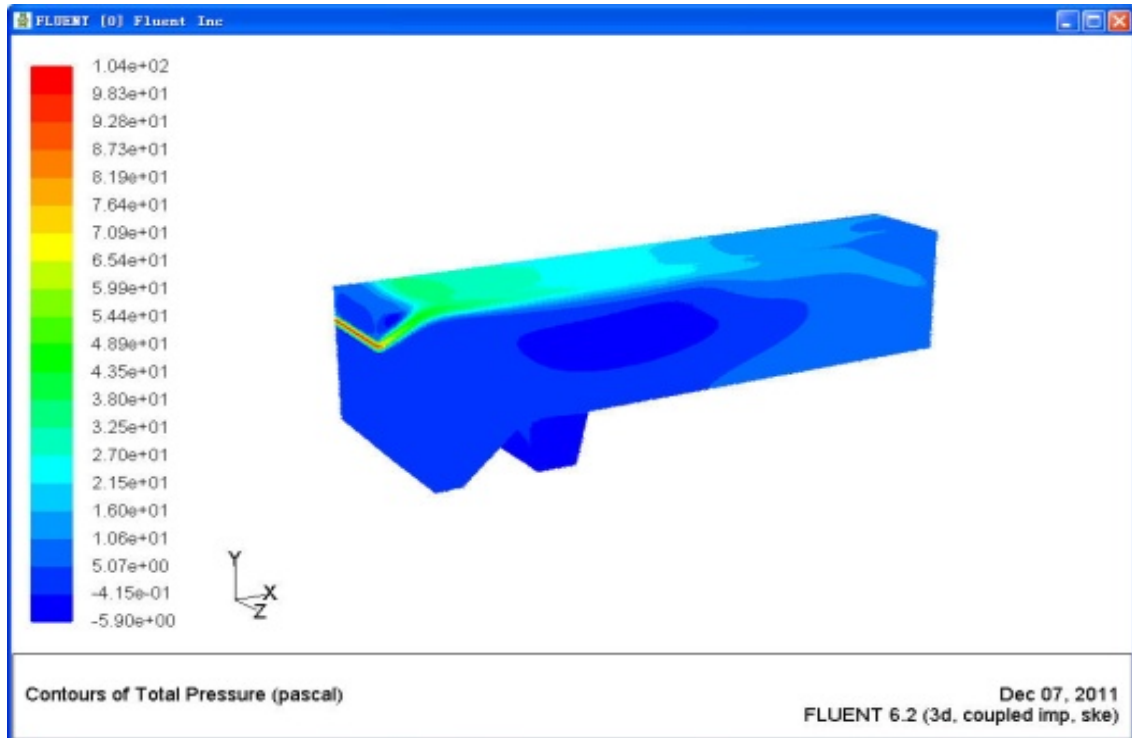 FLUENT [0] Fluent Inc
1.04e+02
9.83e+01
9.28e+01
8.73e+01
8.19e+01
7.64e+01
7.09e+01
6.54e+01
5.99e+01
5.44e+01
4.89e+01
4.35e+01
3.80e+01
3.25e+01
2.70e+01
2.15e+01
1.60e+01
1.06e+01
5.07e+00
-4.15e-01
-5.90e+00
Y
X
Z
Contours of Total Pressure (pascal)
Dec 07, 2011
FLUENT 6.2 (3d, coupled imp, ske)